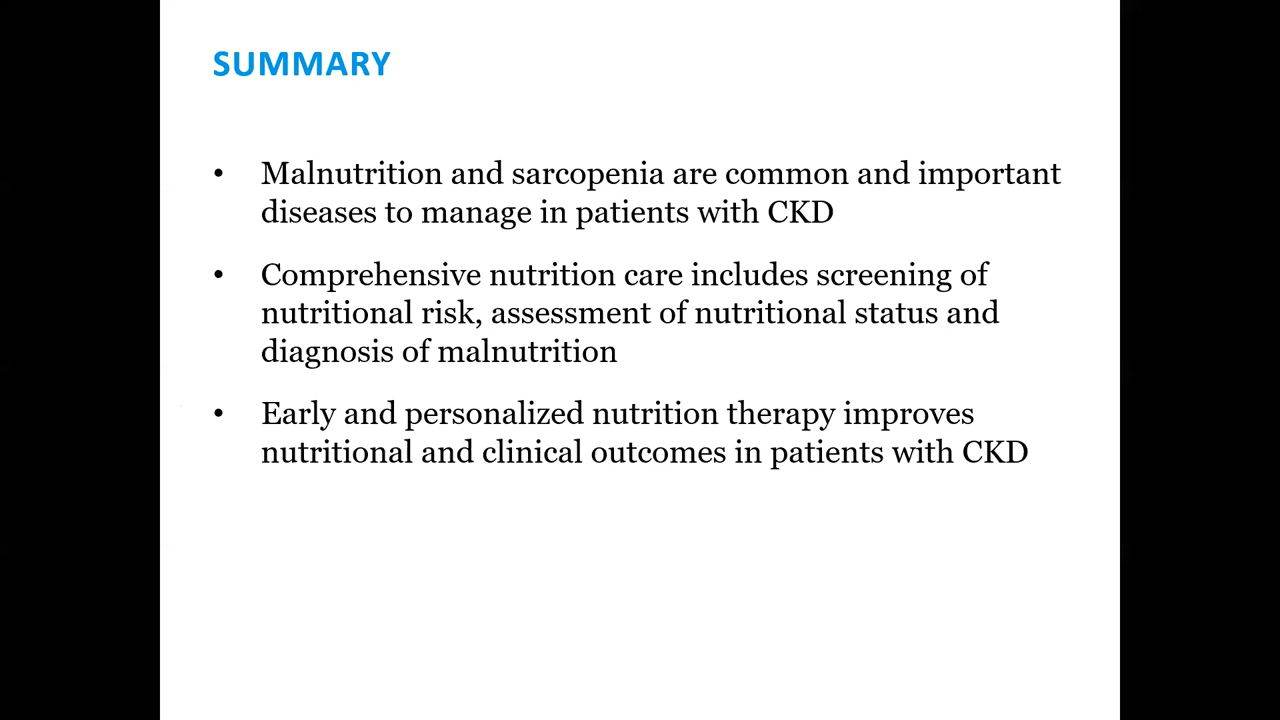 SUMMARY
• Malnutrition and sarcopenia are common and important
diseases to manage in patients with CKD
• Comprehensive nutrition care includes screening of
nutritional risk, assessment of nutritional status and
diagnosis of malnutrition
• Early and personalized nutrition therapy improves
nutritional and clinical outcomes in patients with CKD